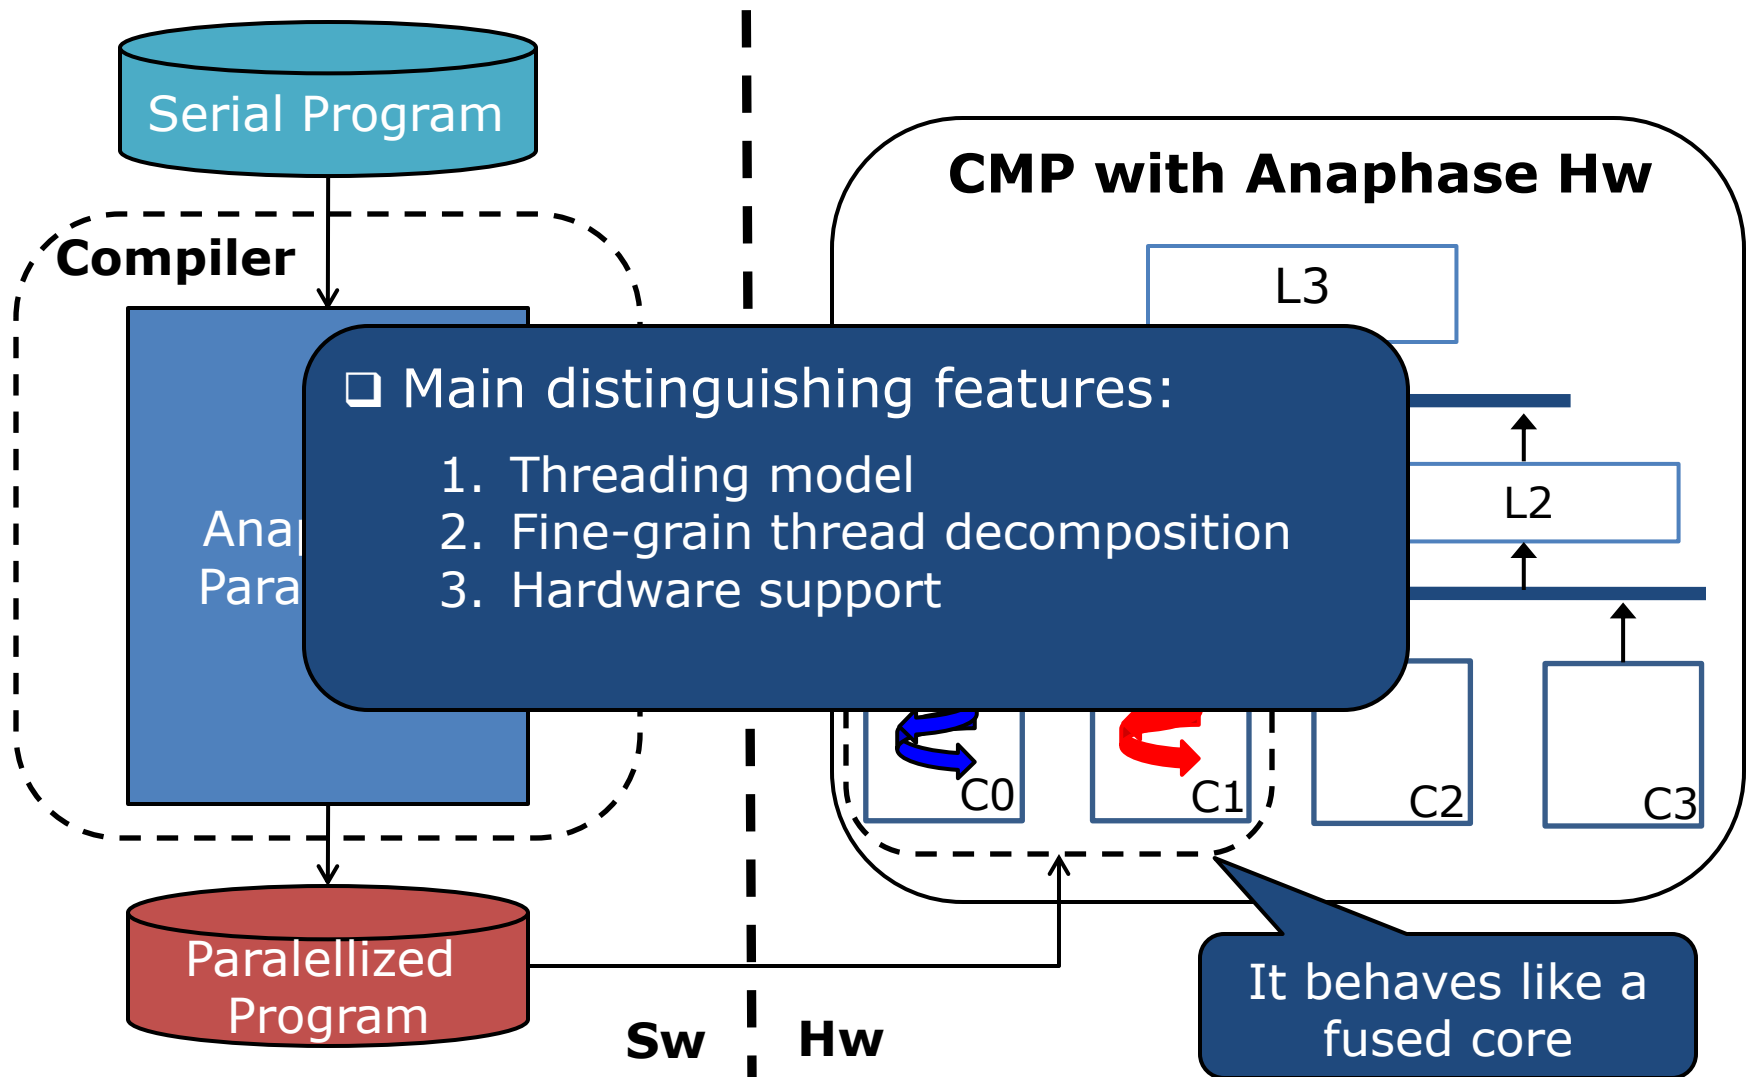 Serial Program
Compiler
CMP with Anaphase Hw
L3
❑ Main distinguishing features:
1. Threading model
2. Fine-grain thread decomposition
3. Hardware support
L2
C0
C1
C2
C3
Paralellized
Program
Sw
Hw
It behaves like a
fused core